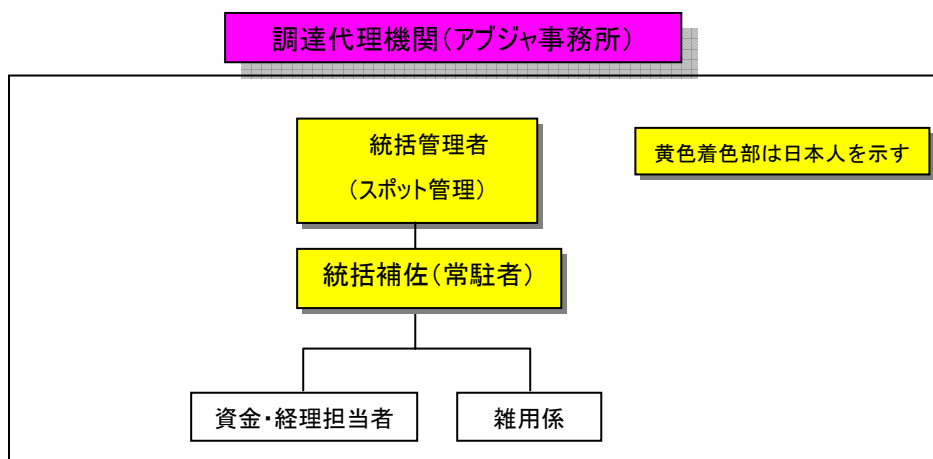 調達代理機関（アブジャ事務所）
統括管理者
（スポット管理）
黄色着色部は日本人を示す
統括補佐（常駐者）
資金・経理担当者
雑用係